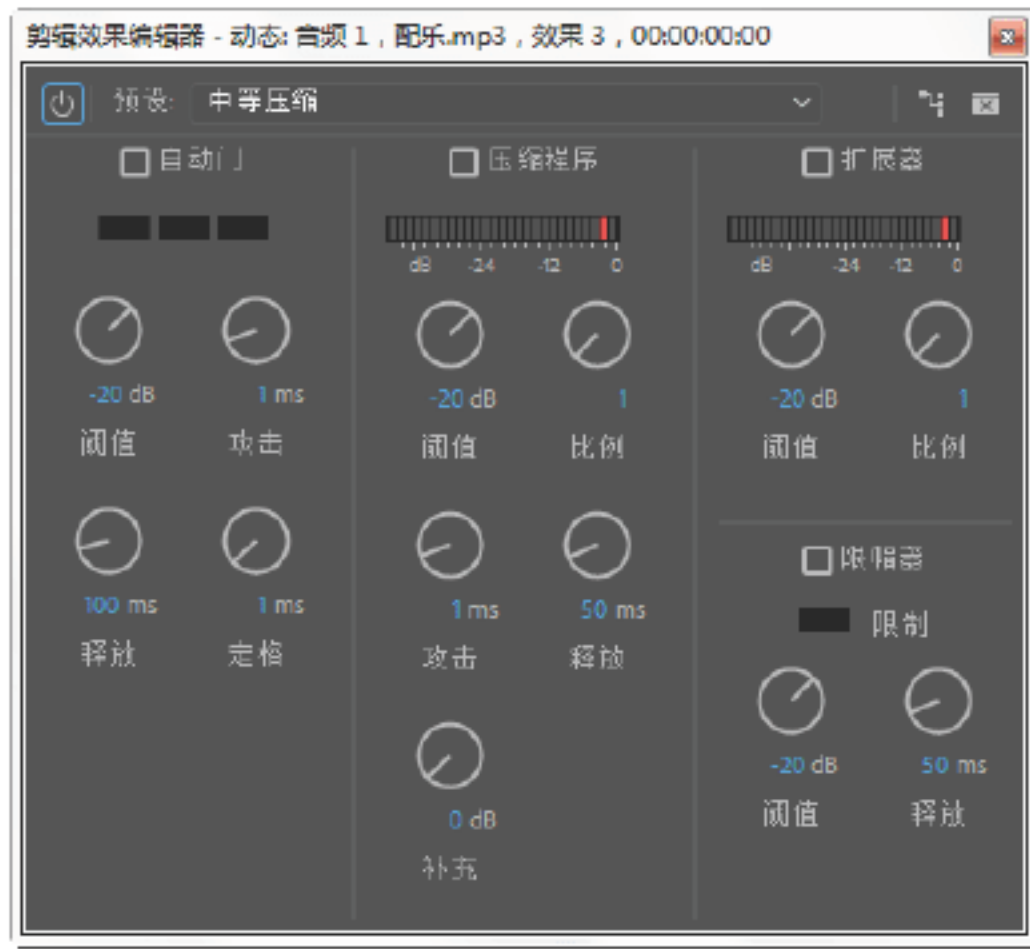 剪辑效果编辑器 - 动态: 音频 1，配乐.mp3，效果 3，00:00:00:00
预设: 中等压缩
自动门
-20 dB 1 ms
阈值 攻击
100 ms 1 ms
释放 定格
压缩程序
dB -24 -12 0
-20 dB 1
阈值 比例
1 ms 50 ms
攻击 释放
0 dB
补充
扩展器
dB -24 -12 0
-20 dB 1
阈值 比例
限幅器
限制
-20 dB 50 ms
阈值 释放